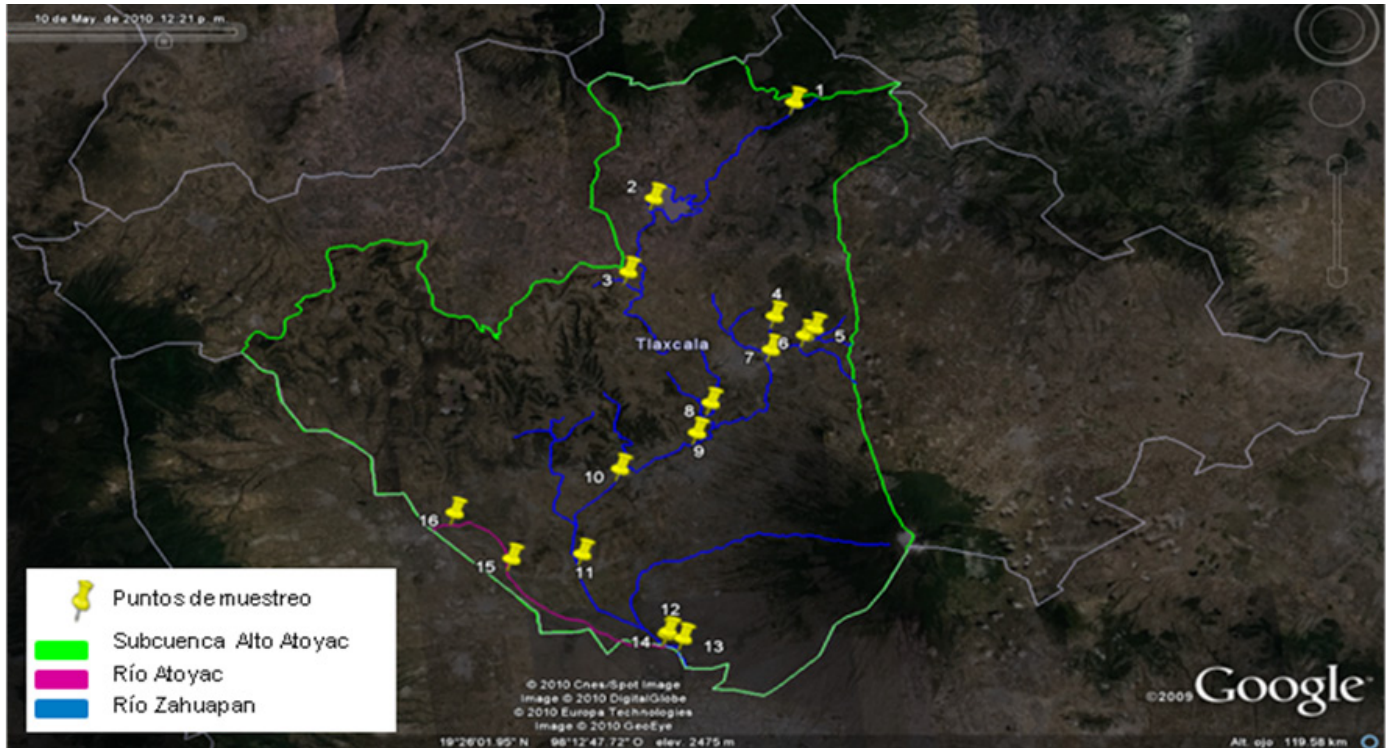 10 de May. de 2010 12:21 p. m.
1
2
3
4
5
6
7
Tlaxcala
8
9
10
16
15
11
12
14
13
Puntos de muestreo
Subcuenca Alto Atoyac
Río Atoyac
Río Zahuapan
© 2010 Cnes/Spot Image
Image © 2010 DigitalGlobe
© 2010 Europa Technologies
Image © 2010 GeoEye
©2009 Google
19°26'01.95" N 98°12'47.72" O elev. 2475 m
Alt. ojo 119.58 km